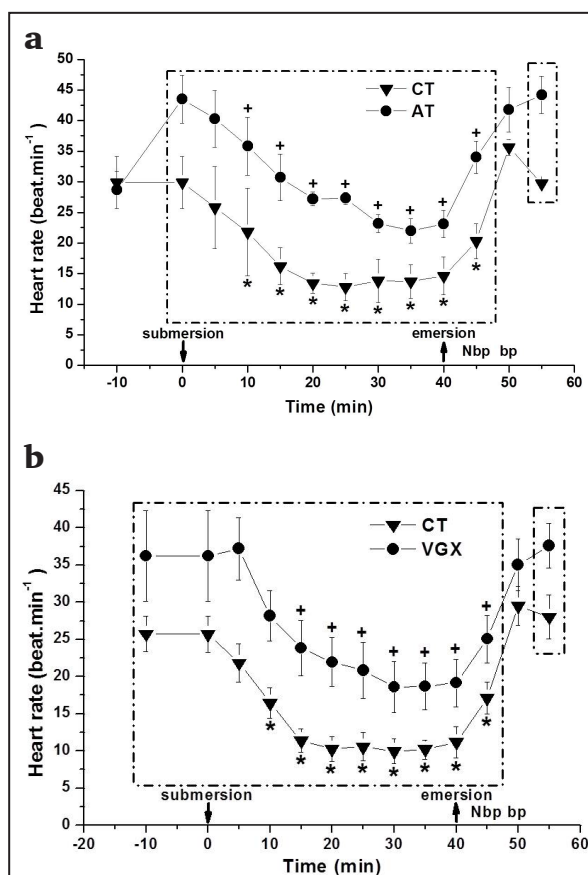 a
50
45
40
35
30
25
20
15
10
5
0
Heart rate (beat.min⁻¹)
CT
AT
+ + + + + + + +
* * * * * * * *
submersion
emersion
Nbp bp
-10 0 10 20 30 40 50 60
Time (min)
b
45
40
35
30
25
20
15
10
5
0
Heart rate (beat.min⁻¹)
CT
VGX
+ + + + + + +
* * * * * * * *
submersion
emersion
Nbp bp
-20 -10 0 10 20 30 40 50 60
Time (min)